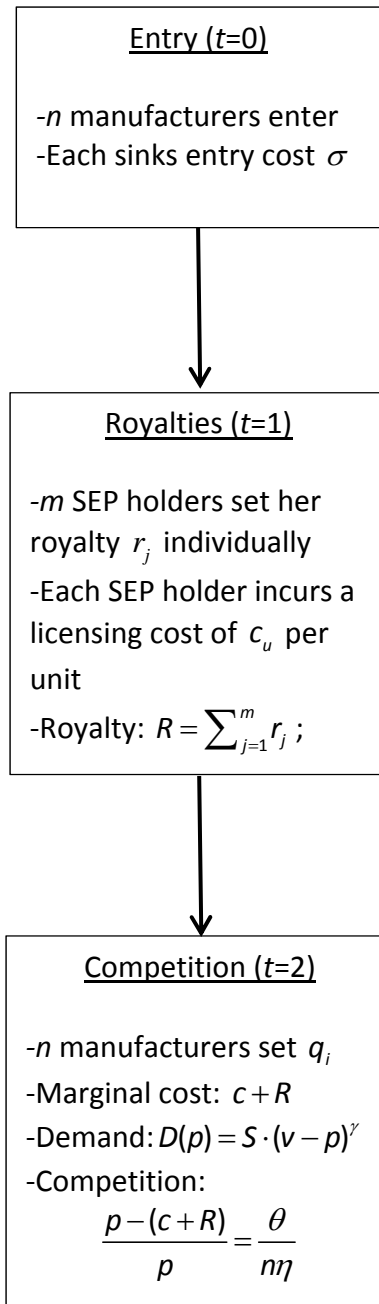 Entry (t=0)
-n manufacturers enter
-Each sinks entry cost σ
Royalties (t=1)
-m SEP holders set her
royalty r_j individually
-Each SEP holder incurs a
licensing cost of c_u per
unit
-Royalty: R = ∑_{j=1}^{m} r_j ;
Competition (t=2)
-n manufacturers set q_i
-Marginal cost: c + R
-Demand: D(p) = S · (v − p)^γ
-Competition:
\frac{p − (c + R)}{p} = \frac{θ}{nη}